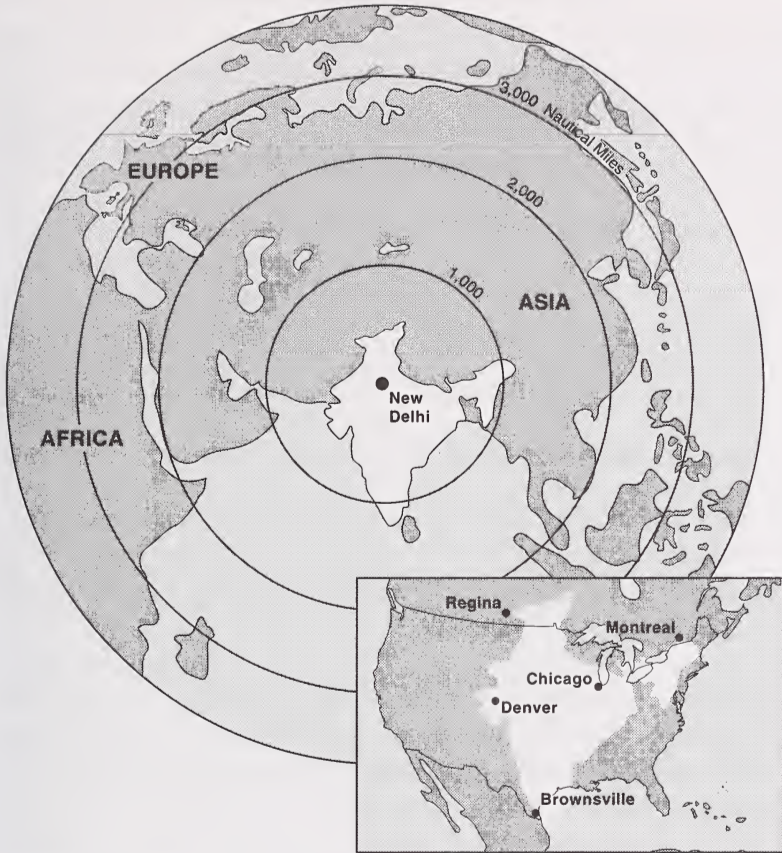 3,000 Nautical Miles
EUROPE
2,000
1,000
ASIA
New
Delhi
AFRICA
Regina
Montreal
Chicago
Denver
Brownsville